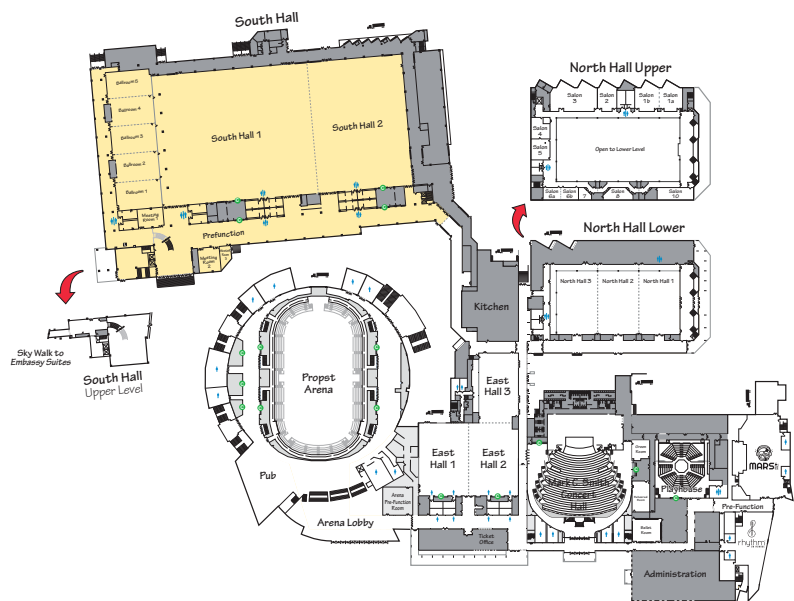 South Hall
Ballroom 5
Ballroom 4
Ballroom 3
Ballroom 2
Ballroom 1
South Hall 1
South Hall 2
Meeting
Room 1
Prefunction
Meeting
Room 2
Sky Walk to
Embassy Suites
South Hall
Upper Level
North Hall Upper
Salon
3
Salon
2
Salon
1b
Salon
1a
Salon
4
Salon
5
Open to Lower Level
Salon
6a
Salon
6b
7
Salon
8
Salon
10
North Hall Lower
North Hall 3
North Hall 2
North Hall 1
Kitchen
Propst
Arena
Pub
Arena Lobby
East
Hall 3
East
Hall 1
East
Hall 2
Arena
Pre-Function
Room
Ticket
Office
Mark C. Smith
Concert
Hall
Green
Room
Playhouse
MARS
Pre-Function
rhythm
Administration